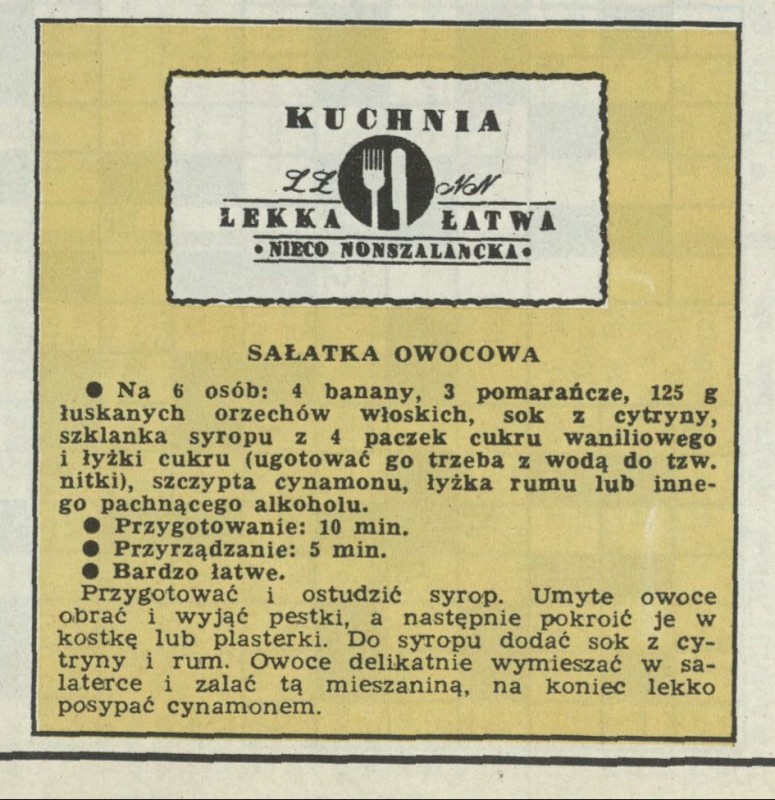 KUCHNIA
LEKKA ŁATWA
• NIECO NONSZALANCKA •
SAŁATKA OWOCOWA
● Na 6 osób: 4 banany, 3 pomarańcze, 125 g
łuskanych orzechów włoskich, sok z cytryny,
szklanka syropu z 4 paczek cukru waniliowego
i łyżki cukru (ugotować go trzeba z wodą do tzw.
nitki), szczypta cynamonu, łyżka rumu lub inne-
go pachnącego alkoholu.
● Przygotowanie: 10 min.
● Przyrządzanie: 5 min.
● Bardzo łatwe.
Przygotować i ostudzić syrop. Umyte owoce
obrać i wyjąć pestki, a następnie pokroić je w
kostkę lub plasterki. Do syropu dodać sok z cy-
tryny i rum. Owoce delikatnie wymieszać w sa-
laterce i zalać tą mieszaniną, na koniec lekko
posypać cynamonem.